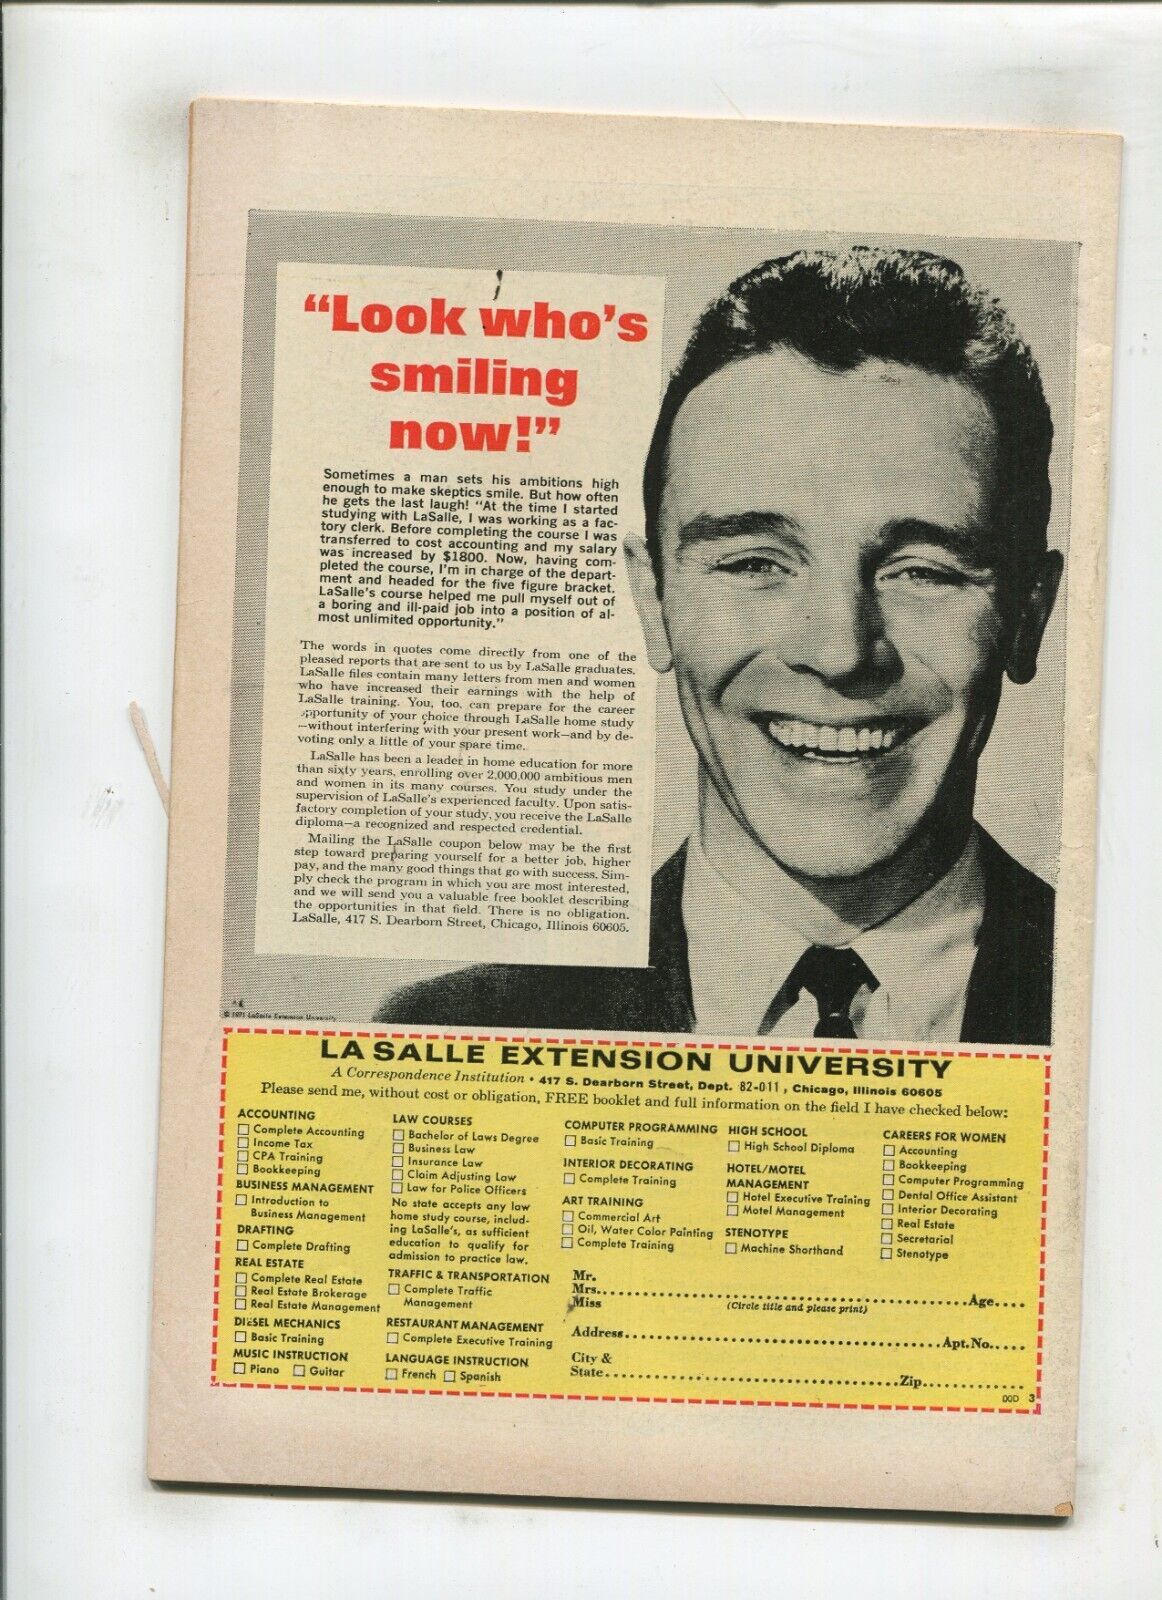 “Look who’s
smiling
now!”
Sometimes a man sets his ambitions high
enough to make skeptics smile. But how often
he gets the last laugh! “At the time I started
studying with LaSalle, I was working as a fac-
tory clerk. Before completing the course I was
transferred to cost accounting and my salary
was increased by $1800. Now, having com-
pleted the course, I’m in charge of the depart-
ment and headed for the five figure bracket.
LaSalle’s course helped me pull myself out of
a boring and ill-paid job into a position of al-
most unlimited opportunity.”
The words in quotes come directly from one of the
pleased reports that are sent to us by LaSalle graduates.
LaSalle files contain many letters from men and women
who have increased their earnings with the help of
LaSalle training. You, too, can prepare for the career
opportunity of your choice through LaSalle home study
—without interfering with your present work—and by de-
voting only a little of your spare time.
LaSalle has been a leader in home education for more
than sixty years, enrolling over 2,000,000 ambitious men
and women in its many courses. You study under the
supervision of LaSalle’s experienced faculty. Upon satis-
factory completion of your study, you receive the LaSalle
diploma—a recognized and respected credential.
Mailing the LaSalle coupon below may be the first
step toward preparing yourself for a better job, higher
pay, and the many good things that go with success. Sim-
ply check the program in which you are most interested,
and we will send you a valuable free booklet describing
the opportunities in that field. There is no obligation.
LaSalle, 417 S. Dearborn Street, Chicago, Illinois 60605.
© 1971 LaSalle Extension University
LA SALLE EXTENSION UNIVERSITY
A Correspondence Institution • 417 S. Dearborn Street, Dept. 82-011, Chicago, Illinois 60605
Please send me, without cost or obligation, FREE booklet and full information on the field I have checked below:
ACCOUNTING
Complete Accounting
Income Tax
CPA Training
Bookkeeping
BUSINESS MANAGEMENT
Introduction to
Business Management
DRAFTING
Complete Drafting
REAL ESTATE
Complete Real Estate
Real Estate Brokerage
Real Estate Management
DIESEL MECHANICS
Basic Training
MUSIC INSTRUCTION
Piano Guitar
LAW COURSES
Bachelor of Laws Degree
Business Law
Insurance Law
Claim Adjusting Law
Law for Police Officers
No state accepts any law
home study course, includ-
ing LaSalle’s, as sufficient
education to qualify for
admission to practice law.
TRAFFIC & TRANSPORTATION
Complete Traffic
Management
RESTAURANT MANAGEMENT
Complete Executive Training
LANGUAGE INSTRUCTION
French Spanish
COMPUTER PROGRAMMING
Basic Training
INTERIOR DECORATING
Complete Training
ART TRAINING
Commercial Art
Oil, Water Color Painting
Complete Training
HIGH SCHOOL
High School Diploma
HOTEL/MOTEL
MANAGEMENT
Hotel Executive Training
Motel Management
STENOTYPE
Machine Shorthand
CAREERS FOR WOMEN
Accounting
Bookkeeping
Computer Programming
Dental Office Assistant
Interior Decorating
Real Estate
Secretarial
Stenotype
Mr.
Mrs. Age
Miss (Circle title and please print)
Address Apt. No.
City &
State Zip
00D 3